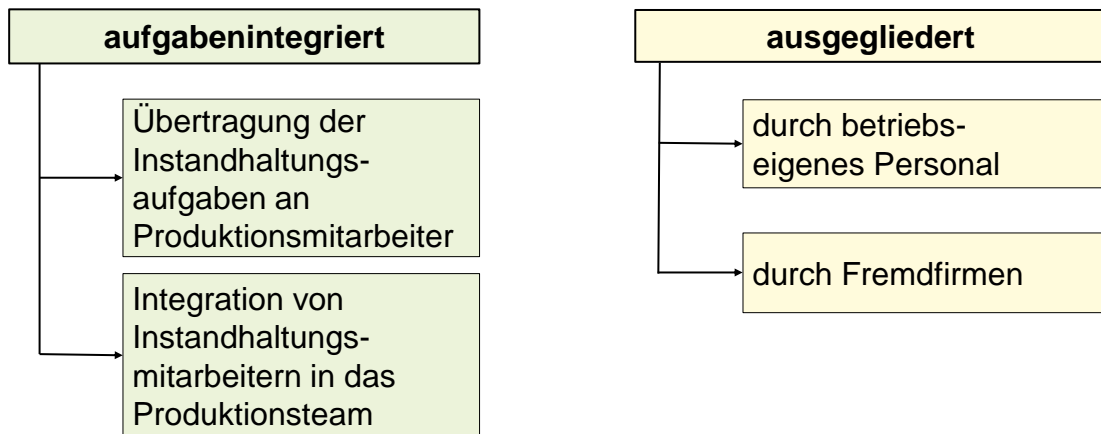 aufgabenintegriert
Übertragung der
Instandhaltungs-
aufgaben an
Produktionsmitarbeiter
Integration von
Instandhaltungs-
mitarbeitern in das
Produktionsteam
ausgegliedert
durch betriebs-
eigenes Personal
durch Fremdfirmen